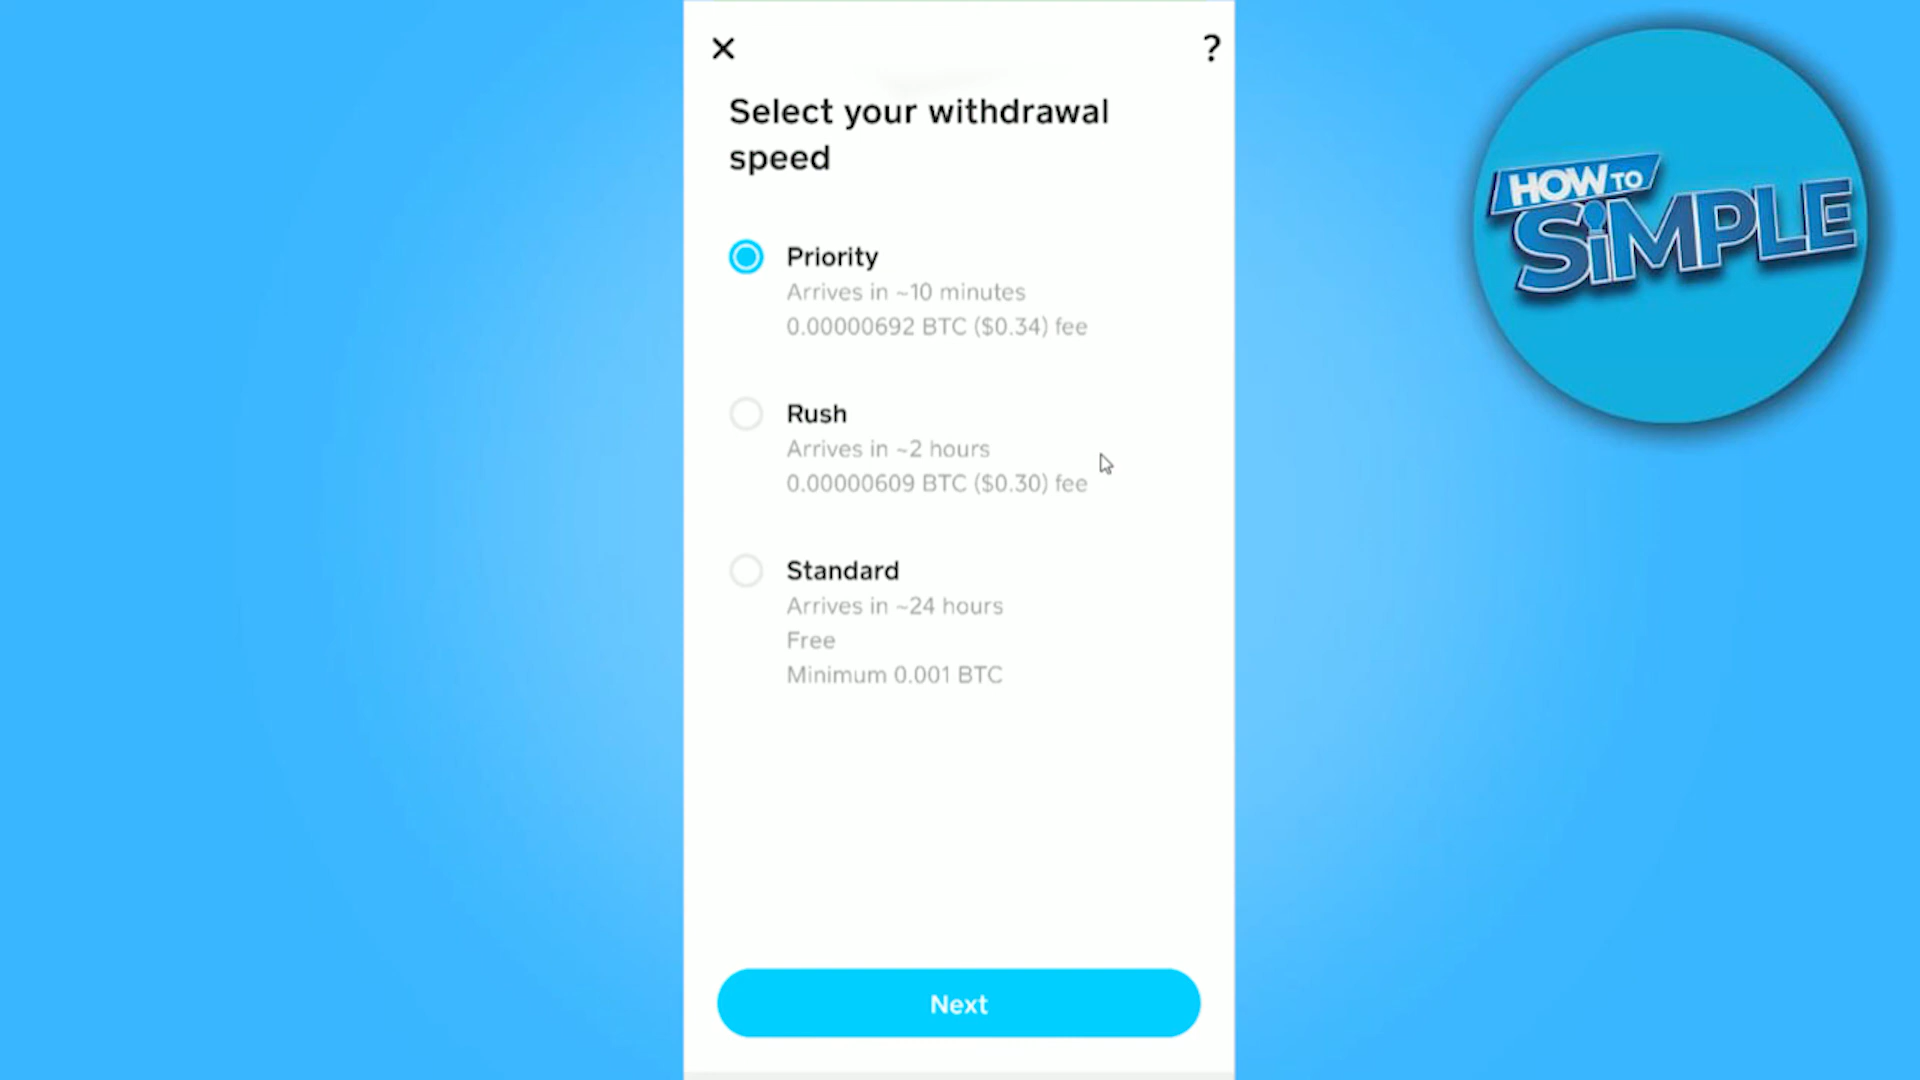 Select your withdrawal
speed
Priority
Arrives in ~10 minutes
0.00000692 BTC ($0.34) fee
Rush
Arrives in ~2 hours
0.00000609 BTC ($0.30) fee
Standard
Arrives in ~24 hours
Free
Minimum 0.001 BTC
Next
?
HOW TO
SiMPLE